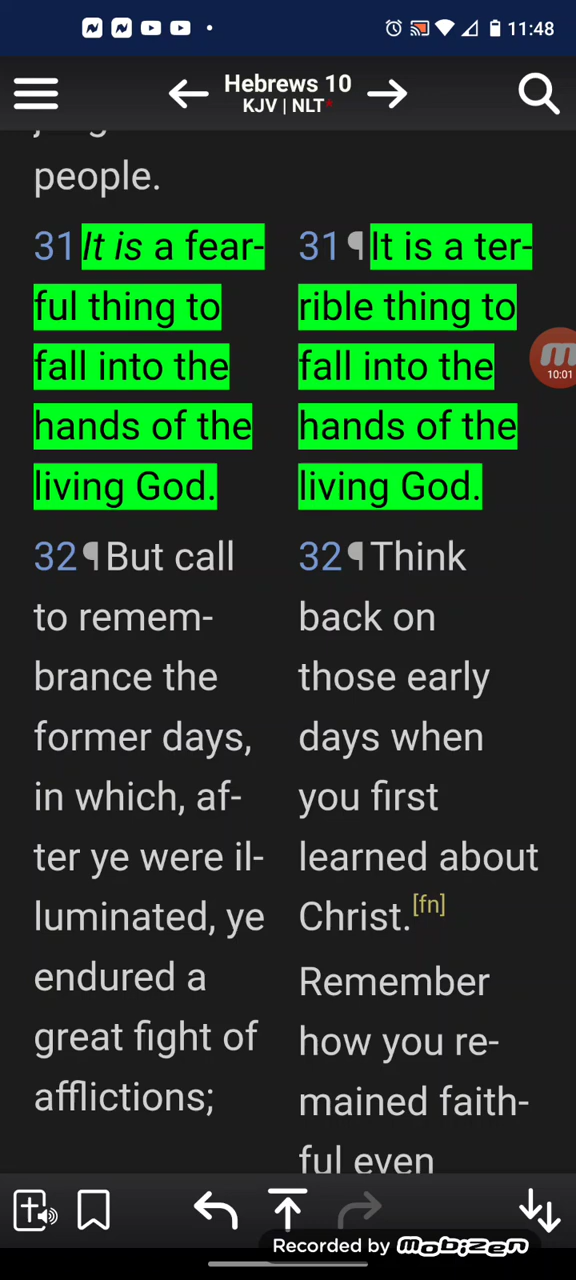 11:48
Hebrews 10
KJV | NLT*
people.
31 It is a fear-
ful thing to
fall into the
hands of the
living God.
32 ¶ But call
to remem-
brance the
former days,
in which, af-
ter ye were il-
luminated, ye
endured a
great fight of
afflictions;
31 ¶ It is a ter-
rible thing to
fall into the
hands of the
living God.
32 ¶ Think
back on
those early
days when
you first
learned about
Christ.[fn]
Remember
how you re-
mained faith-
ful even
10:01
Recorded by mobizen